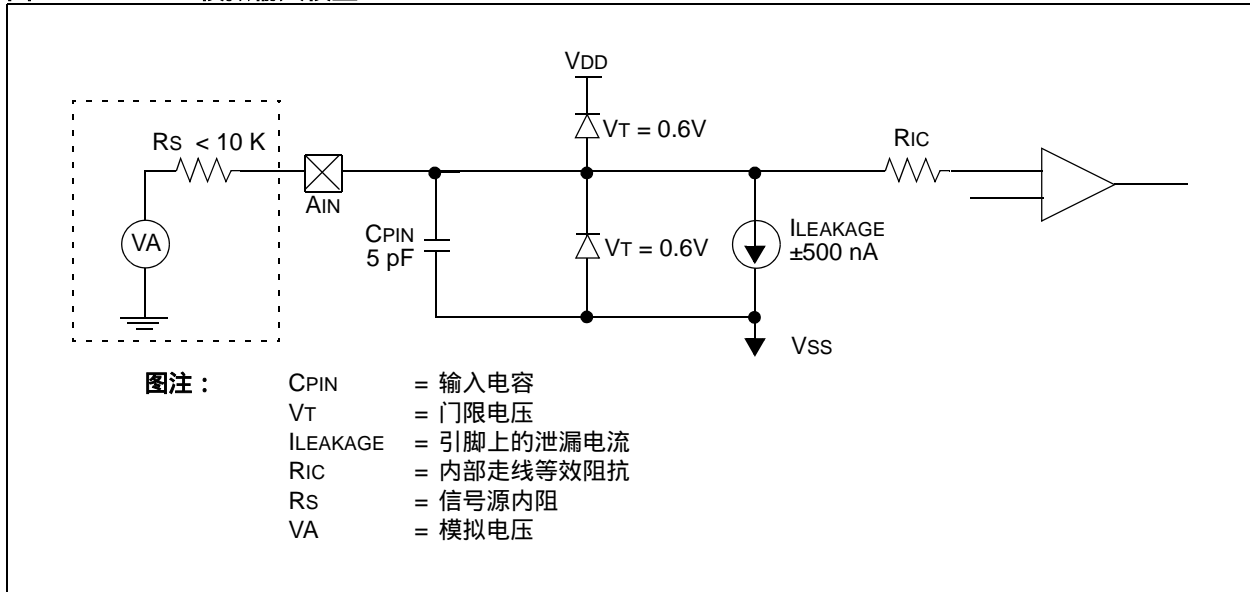 VDD
VT = 0.6V
RS < 10 K
RIC
AIN
VA
CPIN
5 pF
VT = 0.6V
ILEAKAGE
±500 nA
VSS
图注：
CPIN = 输入电容
VT = 门限电压
ILEAKAGE = 引脚上的泄漏电流
RIC = 内部走线等效阻抗
RS = 信号源内阻
VA = 模拟电压